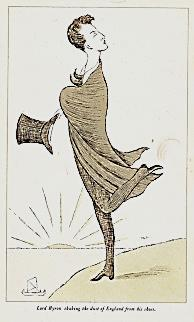 Lord Byron shaking the dust of England from his shoes.